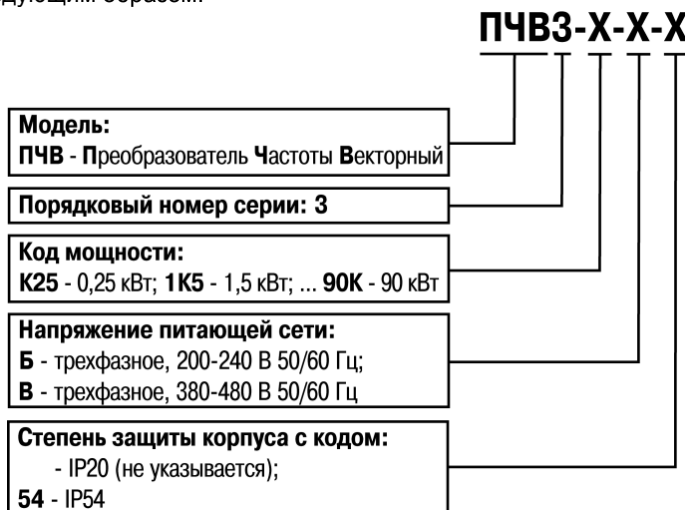 дующим образом:
ПЧВ3-Х-Х-Х
Модель:
ПЧВ - Преобразователь Частоты Векторный
Порядковый номер серии: 3
Код мощности:
К25 - 0,25 кВт; 1К5 - 1,5 кВт; ... 90К - 90 кВт
Напряжение питающей сети:
Б - трехфазное, 200-240 В 50/60 Гц;
В - трехфазное, 380-480 В 50/60 Гц
Степень защиты корпуса с кодом:
- IP20 (не указывается);
54 - IP54